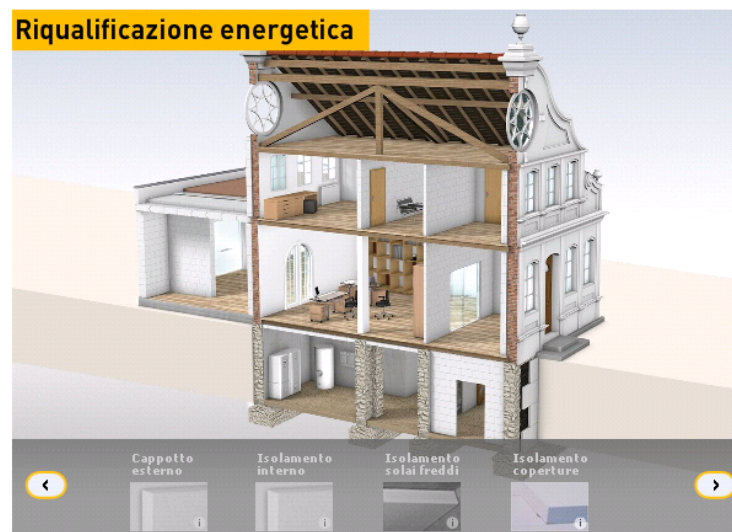 Riqualificazione energetica
Cappotto
esterno
Isolamento
interno
Isolamento
solai freddi
Isolamento
coperture
‹
›
i
i
i
i